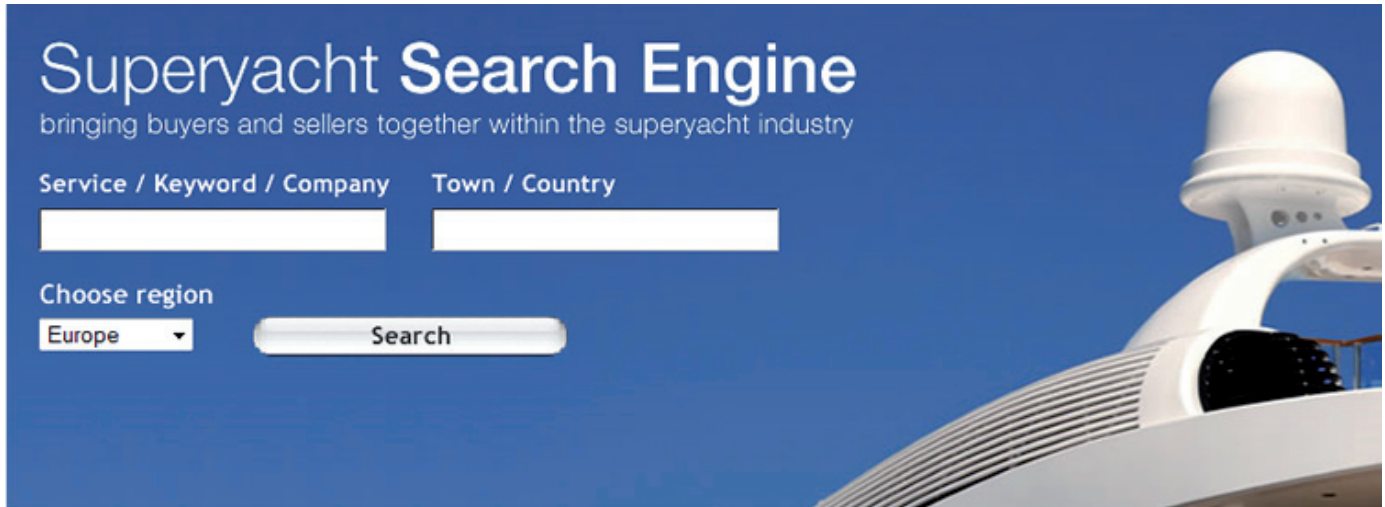 Superyacht Search Engine
bringing buyers and sellers together within the superyacht industry
Service / Keyword / Company Town / Country
Choose region
Europe Search